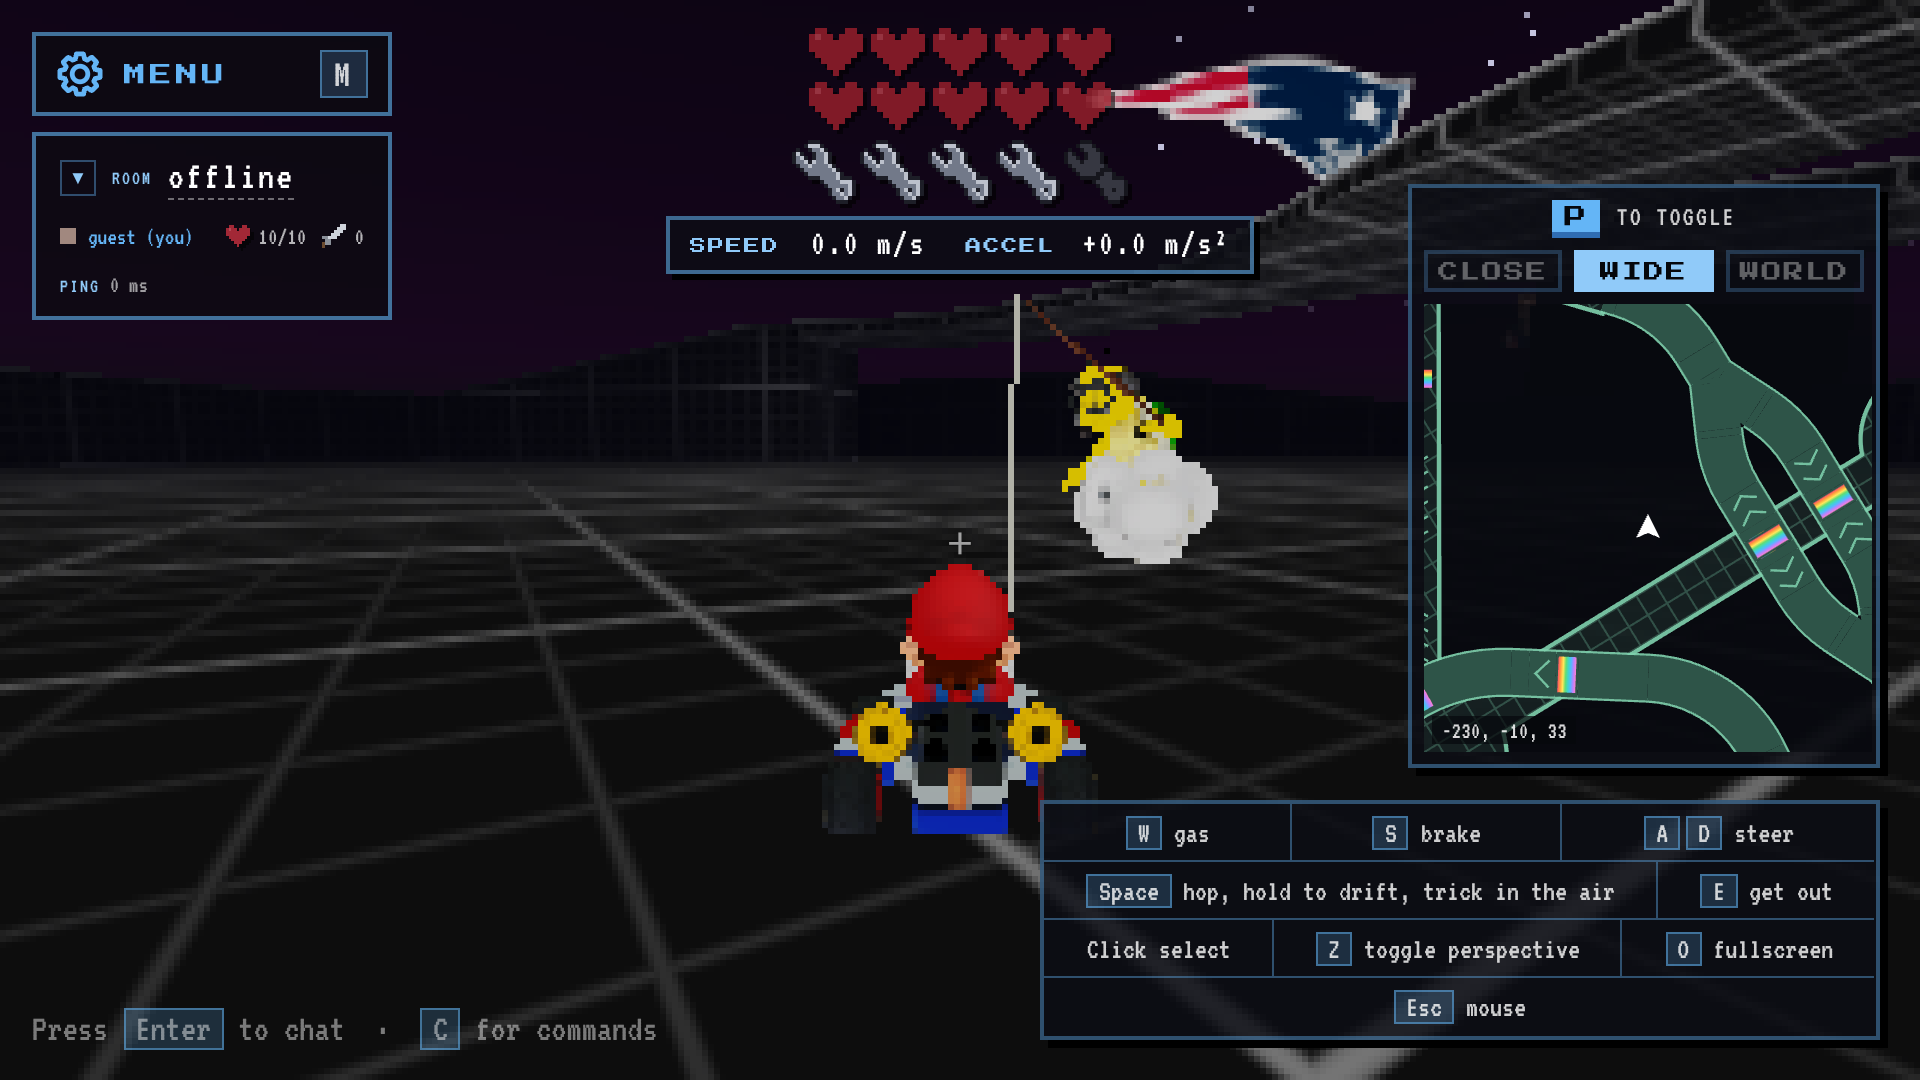 MENU M
ROOM offline
guest (you) 10/10 0
PING 0 ms
SPEED 0.0 m/s ACCEL +0.0 m/s²
P TO TOGGLE
CLOSE WIDE WORLD
-230, -10, 33
W gas S brake A D steer
Space hop, hold to drift, trick in the air E get out
Click select Z toggle perspective O fullscreen
Esc mouse
Press Enter to chat · C for commands